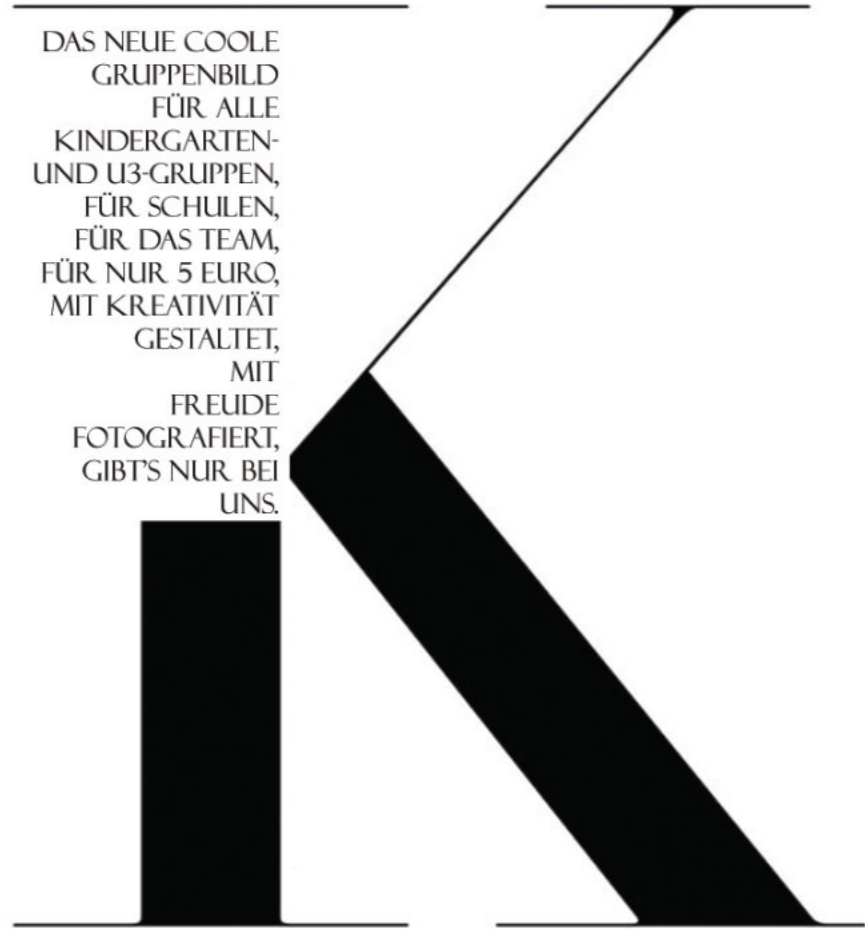 DAS NEUE COOLE
GRUPPENBILD
FÜR ALLE
KINDERGARTEN-
UND U3-GRUPPEN,
FÜR SCHULEN,
FÜR DAS TEAM,
FÜR NUR 5 EURO,
MIT KREATIVITÄT
GESTALTET,
MIT
FREUDE
FOTOGRAFIERT,
GIBT'S NUR BEI
UNS.
K